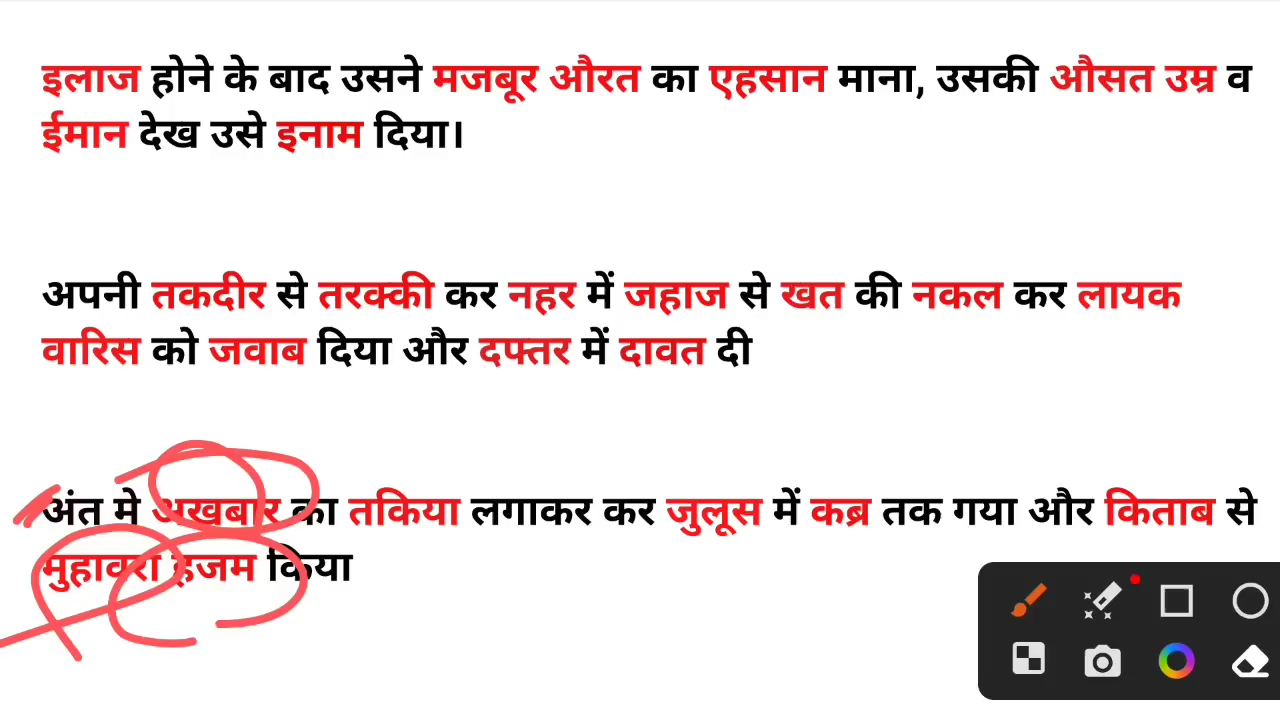 इलाज होने के बाद उसने मजबूर औरत का एहसान माना, उसकी औसत उम्र व
ईमान देख उसे इनाम दिया।
अपनी तकदीर से तरक्की कर नहर में जहाज से खत की नकल कर लायक
वारिस को जवाब दिया और दफ्तर में दावत दी
अंत मे अखबार का तकिया लगाकर कर जुलूस में कब्र तक गया और किताब से
मुहावरा हजम किया